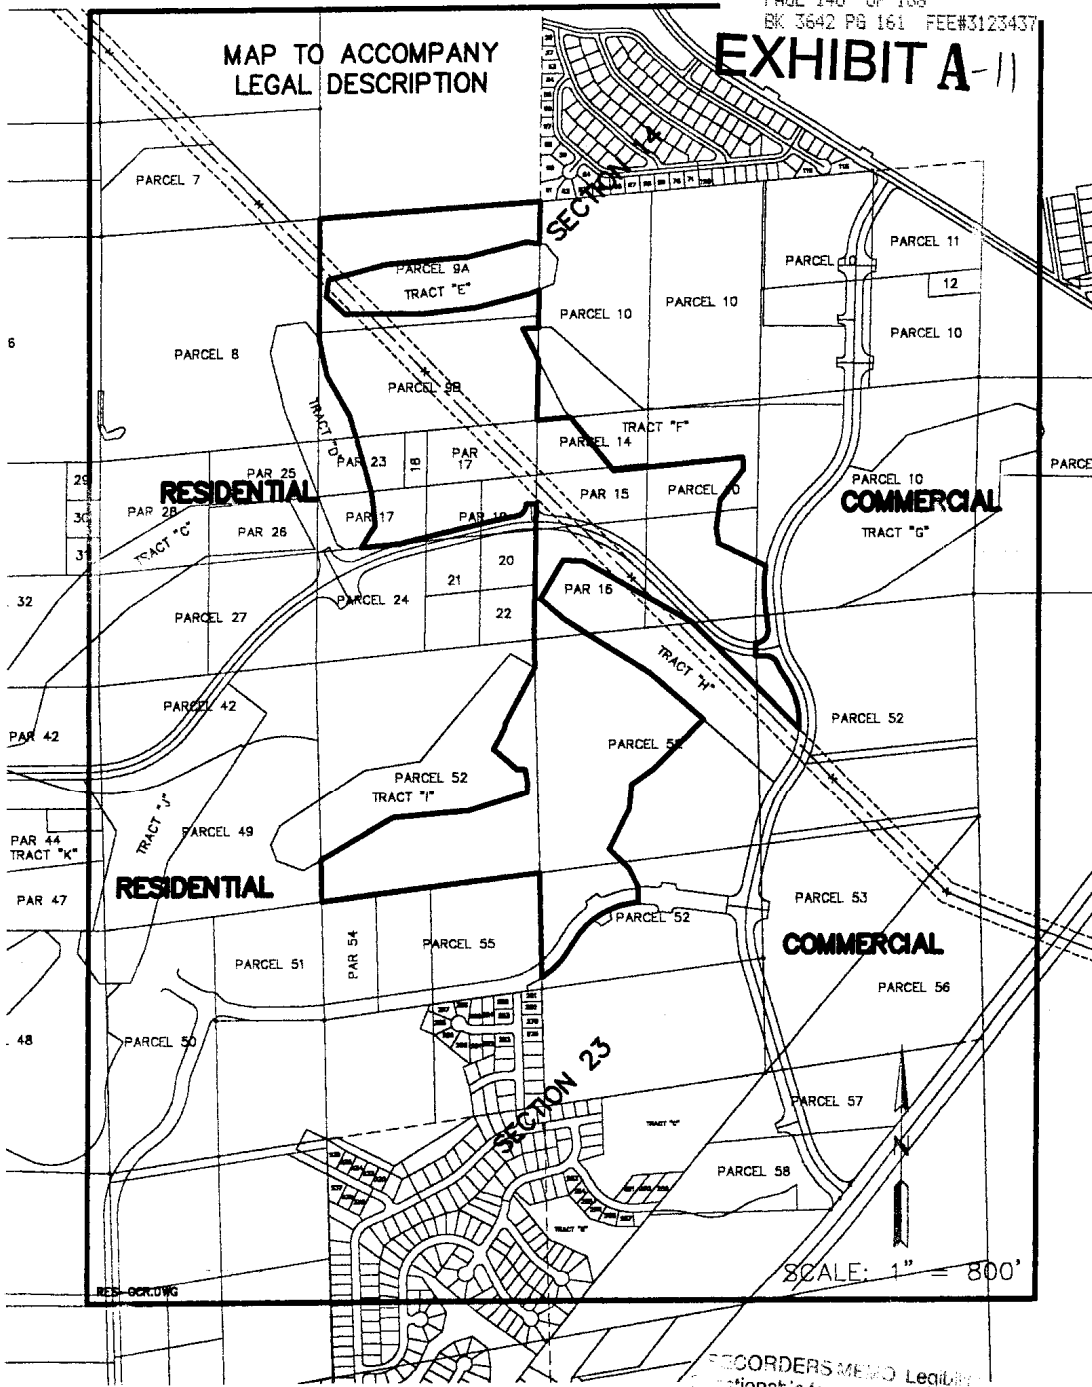 BK 3642 PG 161 FEE#3123437
EXHIBIT A-11
MAP TO ACCOMPANY
LEGAL DESCRIPTION
SECTION 14
PARCEL 7
PARCEL 11
PARCEL 9A
TRACT "E"
12
PARCEL 10
PARCEL 10
PARCEL 10
6
PARCEL 8
PARCEL 9B
TRACT "D"
TRACT "F"
PARCEL 14
PAR 23
18
PAR
17
PAR 25
29
RESIDENTIAL
PARCEL 10
COMMERCIAL
PARCE
PAR 15
30
PAR 28
PAR 17
PAR 26
TRACT "C"
TRACT "G"
31
20
21
PAR 16
32
PARCEL 24
22
PARCEL 27
TRACT "H"
PARCEL 42
PAR 42
PARCEL 52
PARCEL 52
TRACT "I"
TRACT "J"
PARCEL 49
PAR 44
TRACT "K"
RESIDENTIAL
PAR 47
PARCEL 53
PARCEL 52
COMMERCIAL
PARCEL 51
PAR 54
PARCEL 55
PARCEL 56
48
PARCEL 50
SECTION 23
PARCEL 57
PARCEL 58
N
SCALE: 1" = 800'
RECORDERS MEMO Legibili